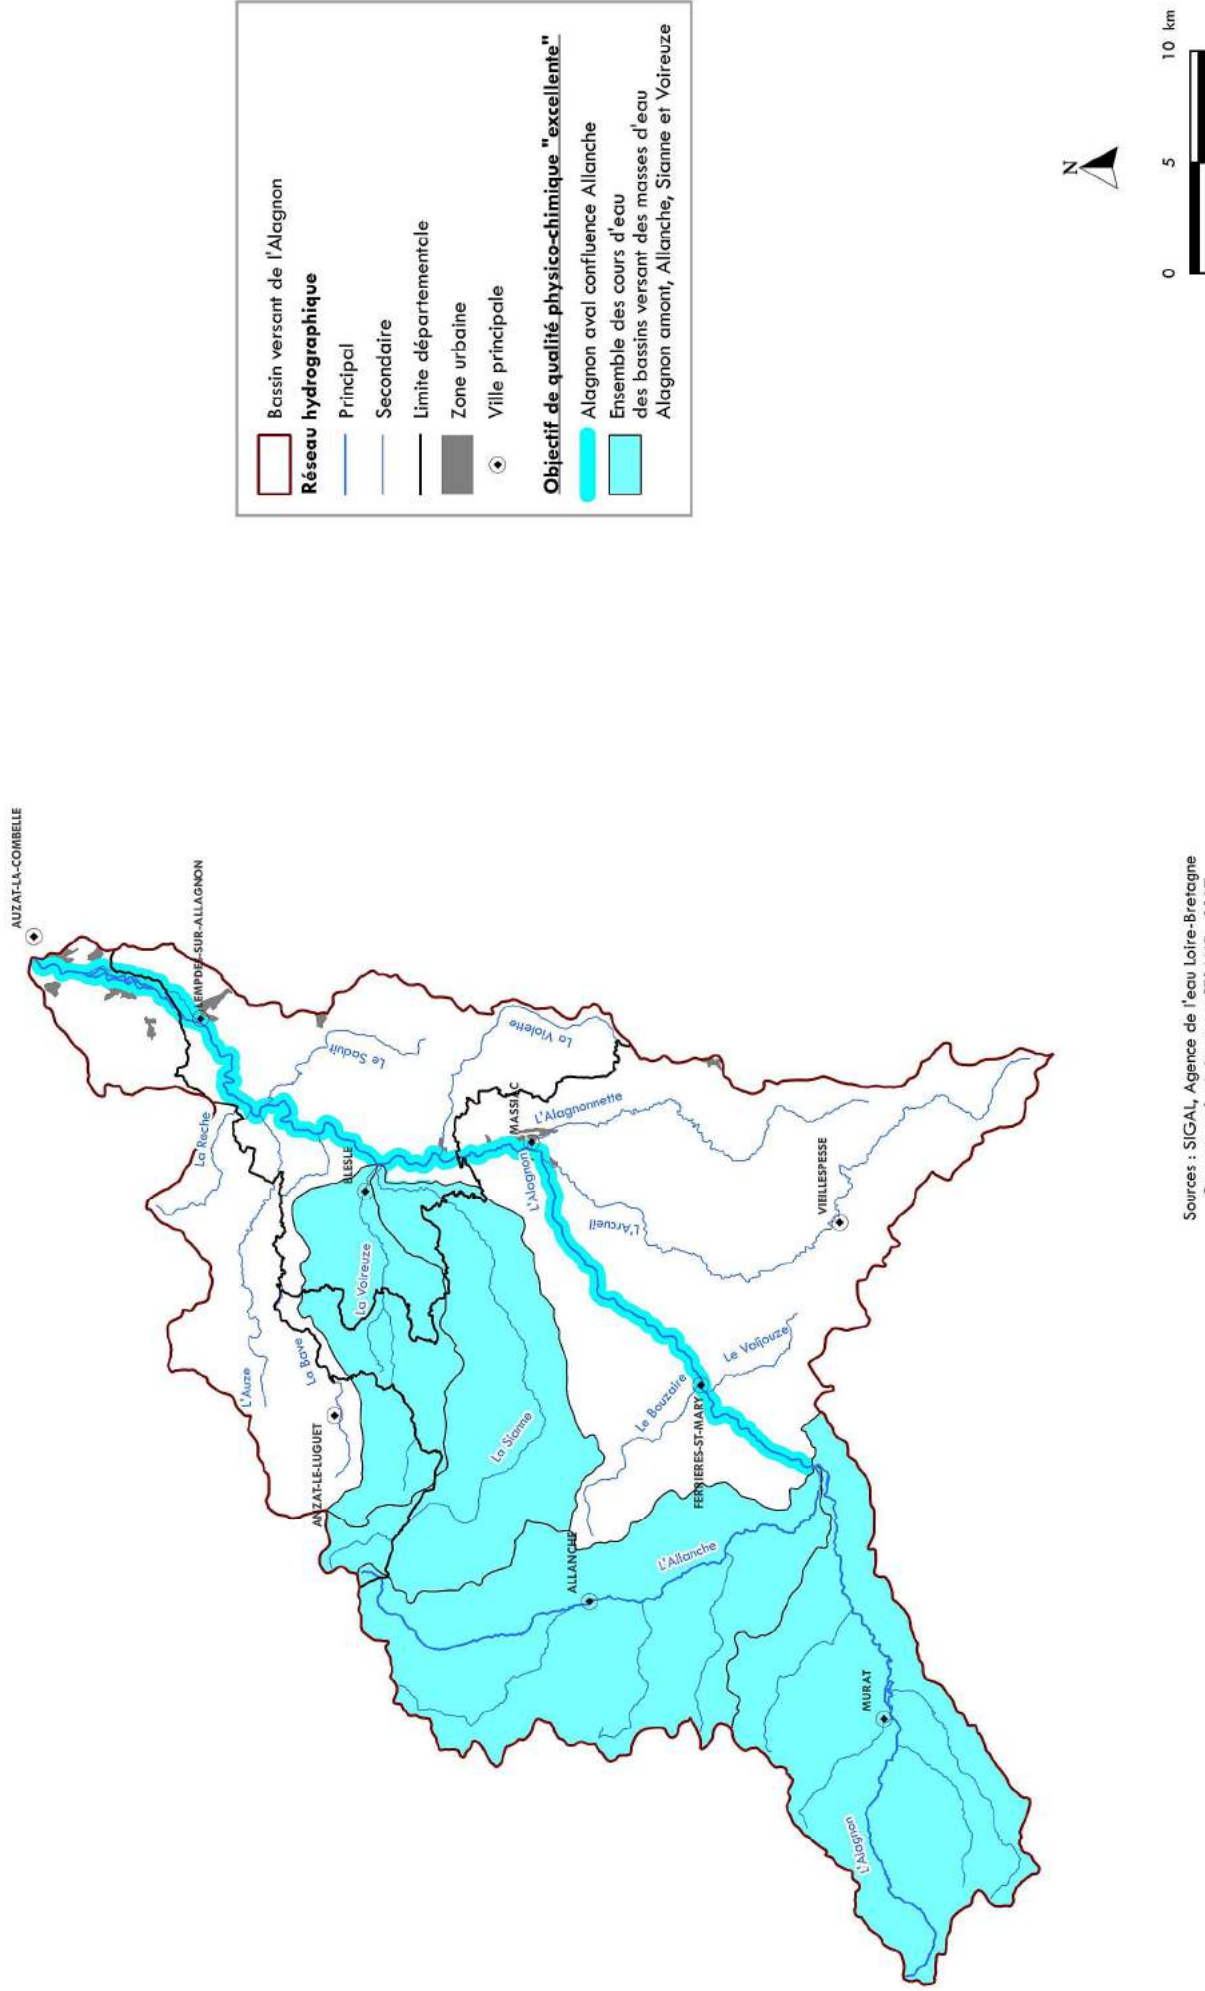 AUZAT-LA-COMBELLE
LEMPDES-SUR-ALLAGNON
La Roche
Le Saduit
La Violette
BLESLE
MASSIAC
L'Alagnonnette
L'Alagnon
L'Arcueil
VIEILLESPESSE
L'Auze
La Bave
La Voireuze
ANZAT-LE-LUGUET
La Sianne
Le Bouzaire
Le Valjouze
FERRIERES-ST-MARY
ALLANCHE
L'Allanche
MURAT
L'Alagnon
Bassin versant de l'Alagnon
Réseau hydrographique
Principal
Secondaire
Limite départementale
Zone urbaine
Ville principale
Objectif de qualité physico-chimique "excellente"
Alagnon aval confluence Allanche
Ensemble des cours d'eau
des bassins versant des masses d'eau
Alagnon amont, Allanche, Sianne et Voireuze
N
0 5 10 km
Sources : SIGAL, Agence de l'eau Loire-Bretagne